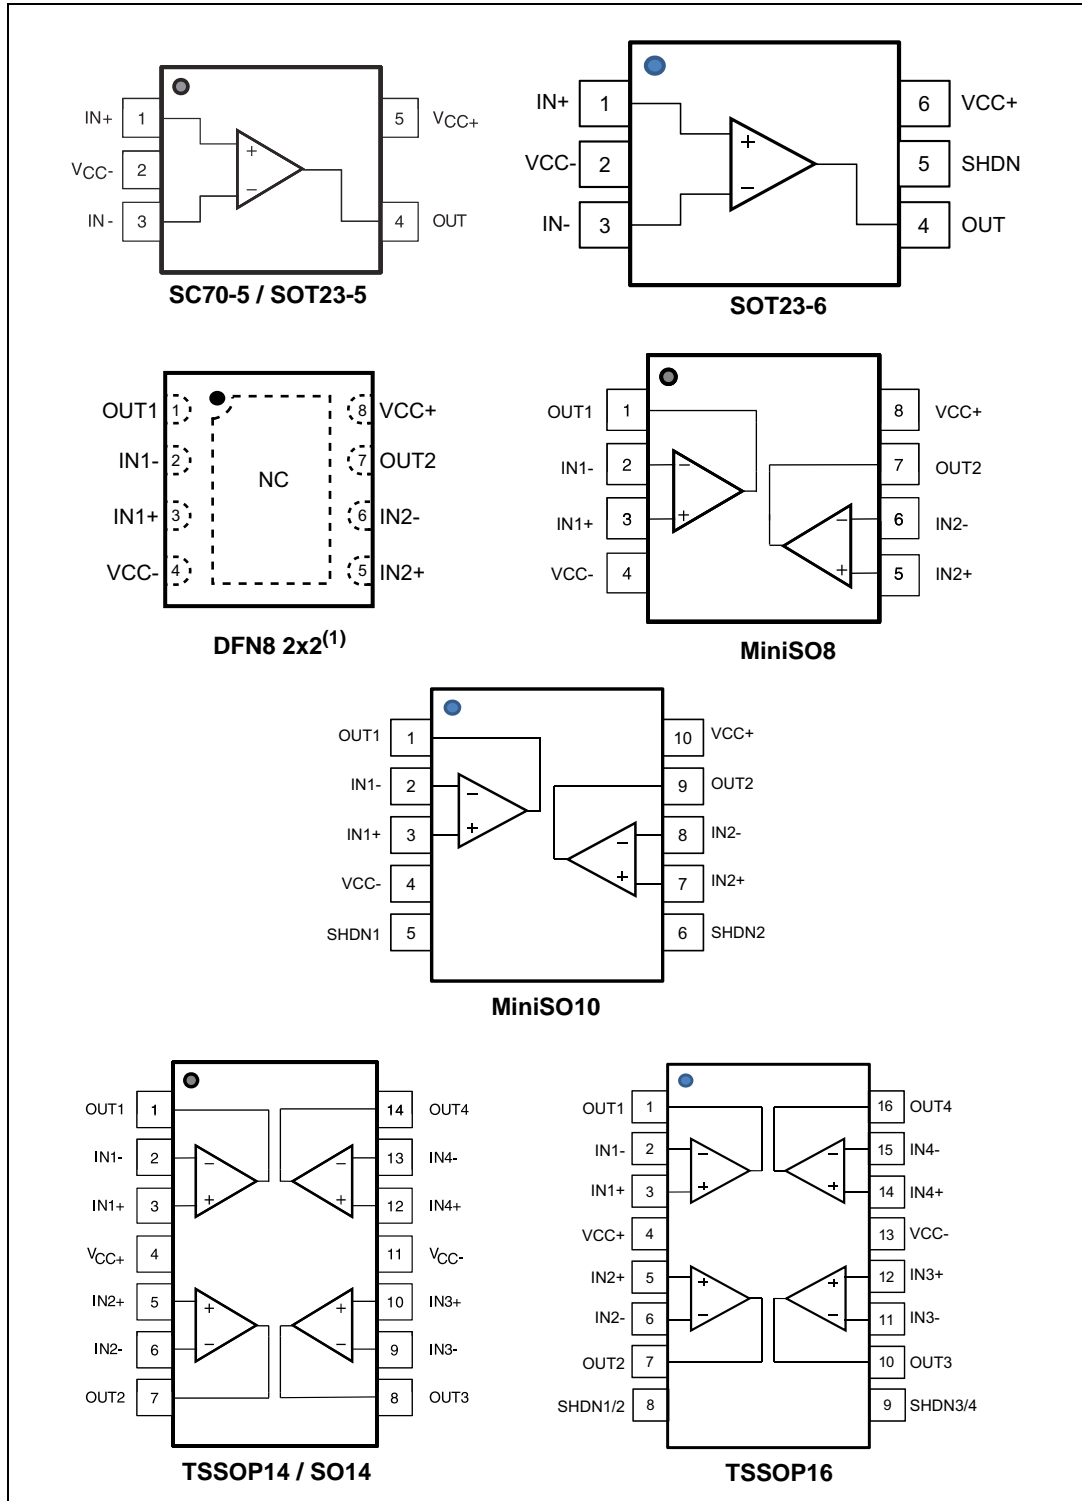 IN+ 1 + 5 VCC+
VCC- 2
IN- 3 − 4 OUT
SC70-5 / SOT23-5
IN+ 1 6 VCC+
VCC- 2 + 5 SHDN
IN- 3 − 4 OUT
SOT23-6
OUT1 1 8 VCC+
IN1- 2 NC 7 OUT2
IN1+ 3 6 IN2-
VCC- 4 5 IN2+
DFN8 2x2(1)
OUT1 1 8 VCC+
IN1- 2 − 7 OUT2
IN1+ 3 + − 6 IN2-
VCC- 4 + 5 IN2+
MiniSO8
OUT1 1 10 VCC+
IN1- 2 − 9 OUT2
IN1+ 3 + − 8 IN2-
VCC- 4 + 7 IN2+
SHDN1 5 6 SHDN2
MiniSO10
OUT1 1 14 OUT4
IN1- 2 − − 13 IN4-
IN1+ 3 + + 12 IN4+
VCC+ 4 11 VCC-
IN2+ 5 + + 10 IN3+
IN2- 6 − − 9 IN3-
OUT2 7 8 OUT3
TSSOP14 / SO14
OUT1 1 16 OUT4
IN1- 2 − − 15 IN4-
IN1+ 3 + + 14 IN4+
VCC+ 4 13 VCC-
IN2+ 5 + + 12 IN3+
IN2- 6 − − 11 IN3-
OUT2 7 10 OUT3
SHDN1/2 8 9 SHDN3/4
TSSOP16